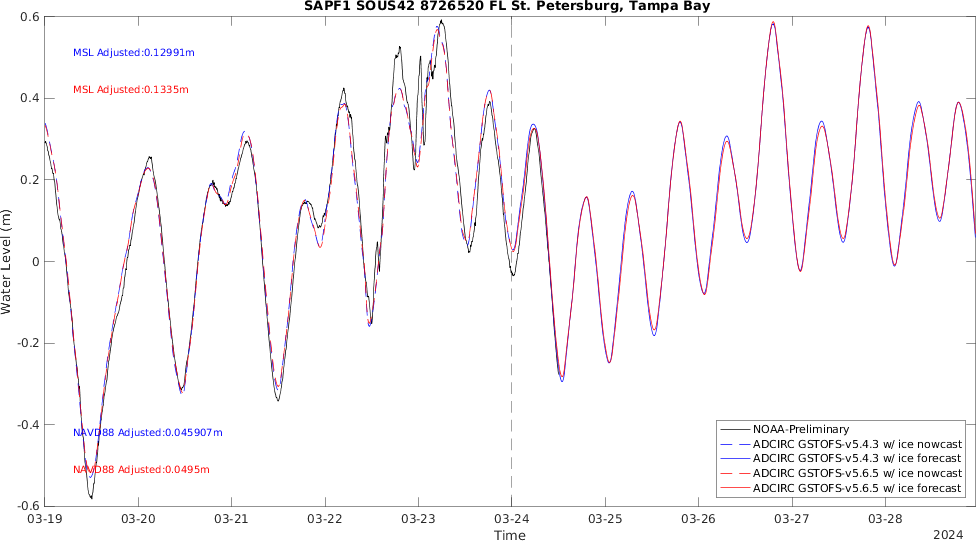 SAPF1 SOUS42 8726520 FL St. Petersburg, Tampa Bay
0.6
MSL Adjusted:0.12991m
MSL Adjusted:0.1335m
0.4
0.2
Water Level (m)
0
-0.2
-0.4
NAVD88 Adjusted:0.045907m
NAVD88 Adjusted:0.0495m
-0.6
NOAA-Preliminary
ADCIRC GSTOFS-v5.4.3 w/ ice nowcast
ADCIRC GSTOFS-v5.4.3 w/ ice forecast
ADCIRC GSTOFS-v5.6.5 w/ ice nowcast
ADCIRC GSTOFS-v5.6.5 w/ ice forecast
03-19 03-20 03-21 03-22 03-23 03-24 03-25 03-26 03-27 03-28
Time
2024